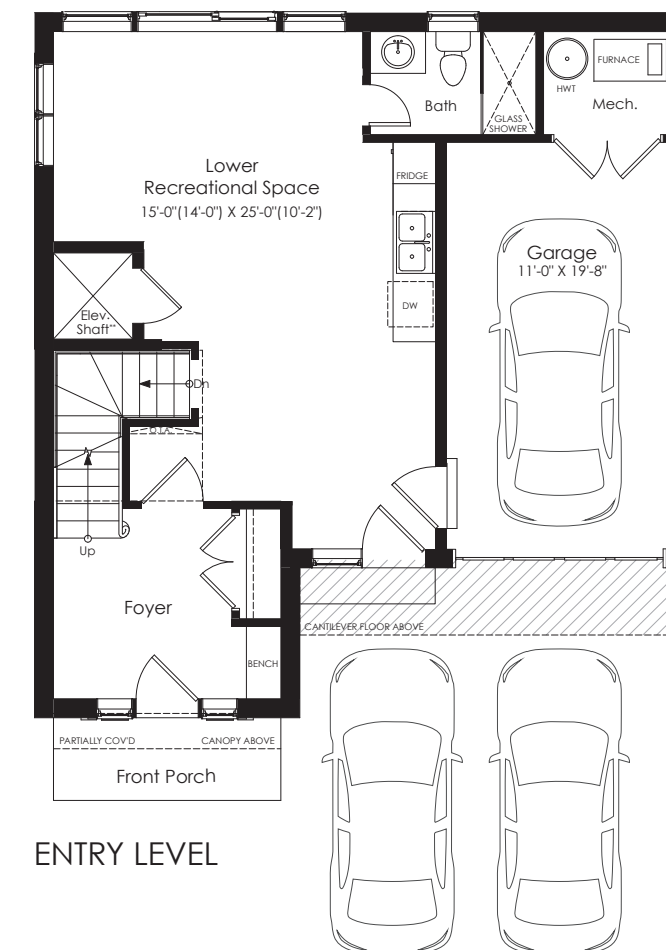 Bath
GLASS
SHOWER
HWT
FURNACE
Mech.
Lower
Recreational Space
15'-0"(14'-0") X 25'-0"(10'-2")
FRIDGE
Garage
11'-0" X 19'-8"
DW
Elev.
Shaft**
Dn
O.T.A.
Up
Foyer
BENCH
CANTILEVER FLOOR ABOVE
PARTIALLY COV'D
CANOPY ABOVE
Front Porch
ENTRY LEVEL